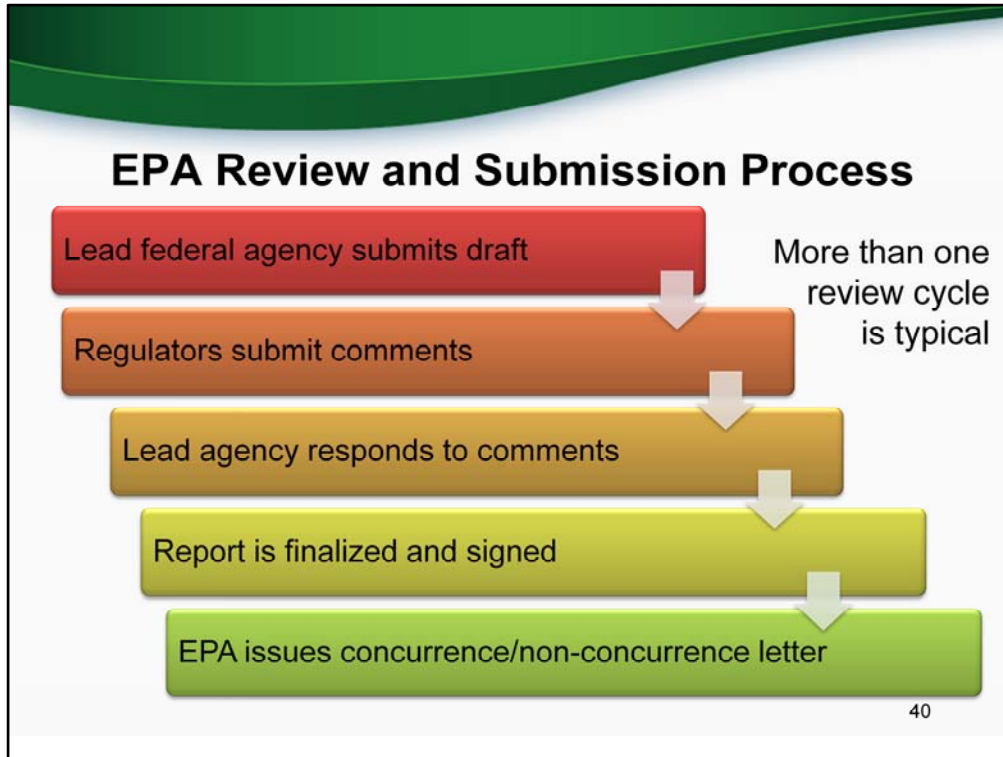 EPA Review and Submission Process
Lead federal agency submits draft
More than one
review cycle
is typical
Regulators submit comments
Lead agency responds to comments
Report is finalized and signed
EPA issues concurrence/non-concurrence letter
40